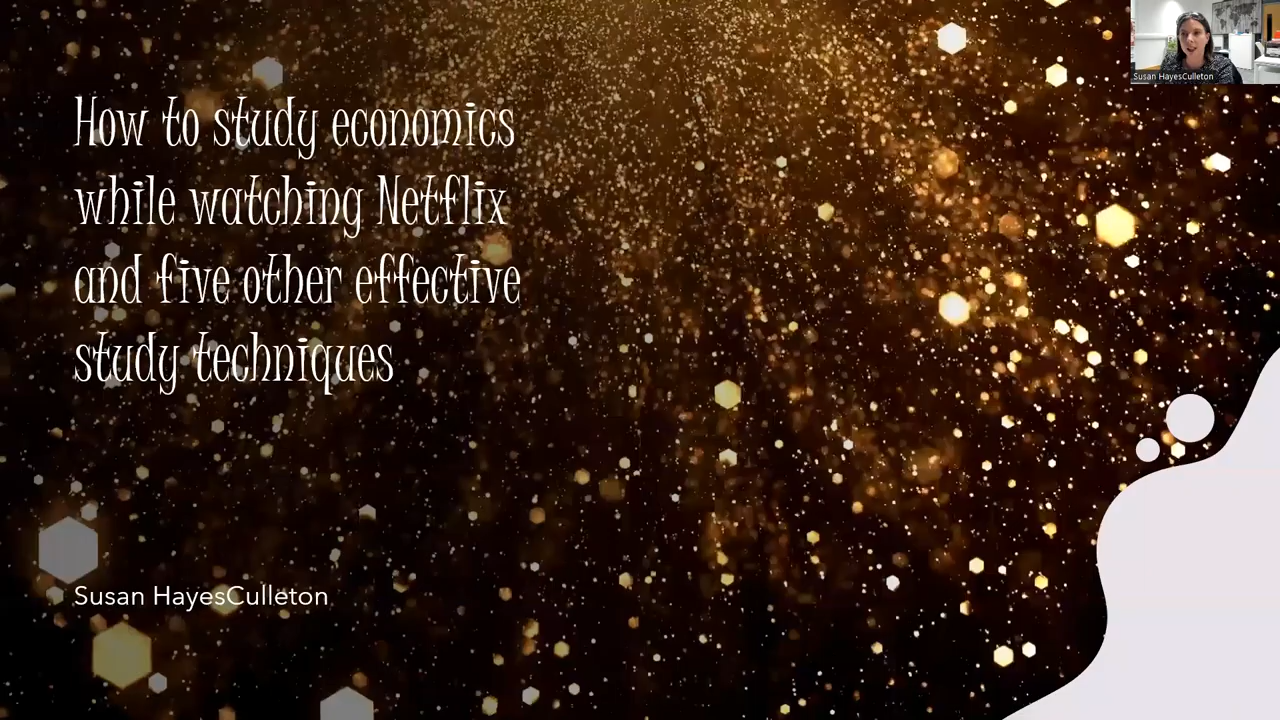 How to study economics
while watching Netflix
and five other effective
study techniques
Susan HayesCulleton
Susan HayesCulleton